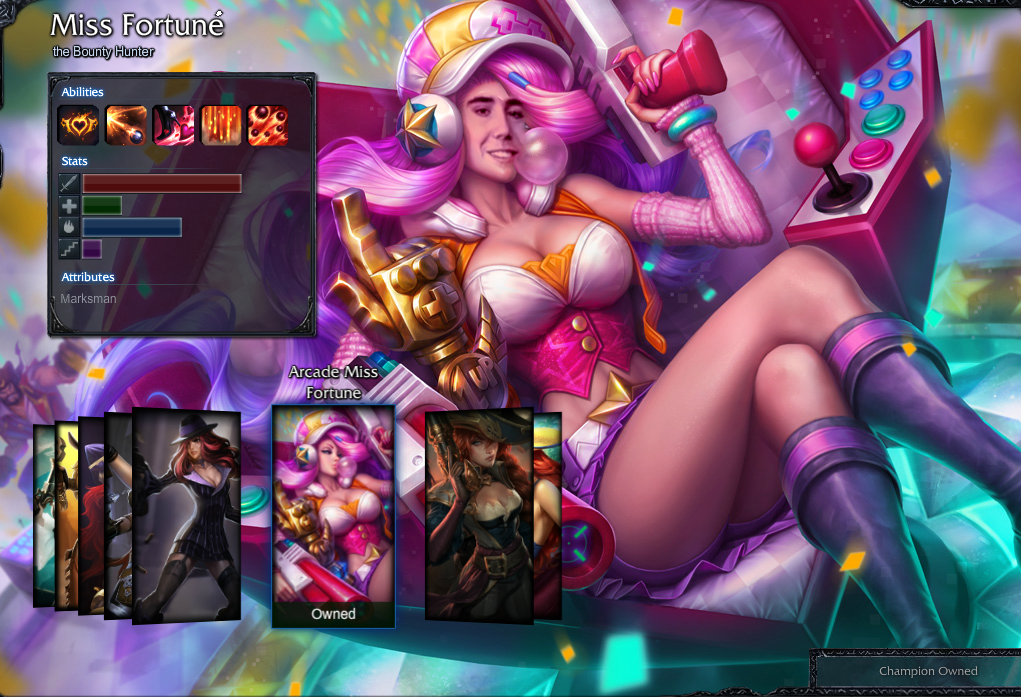 Miss Fortuné
the Bounty Hunter
Abilities
Stats
Attributes
Marksman
Arcade Miss
Fortune
Owned
Champion Owned